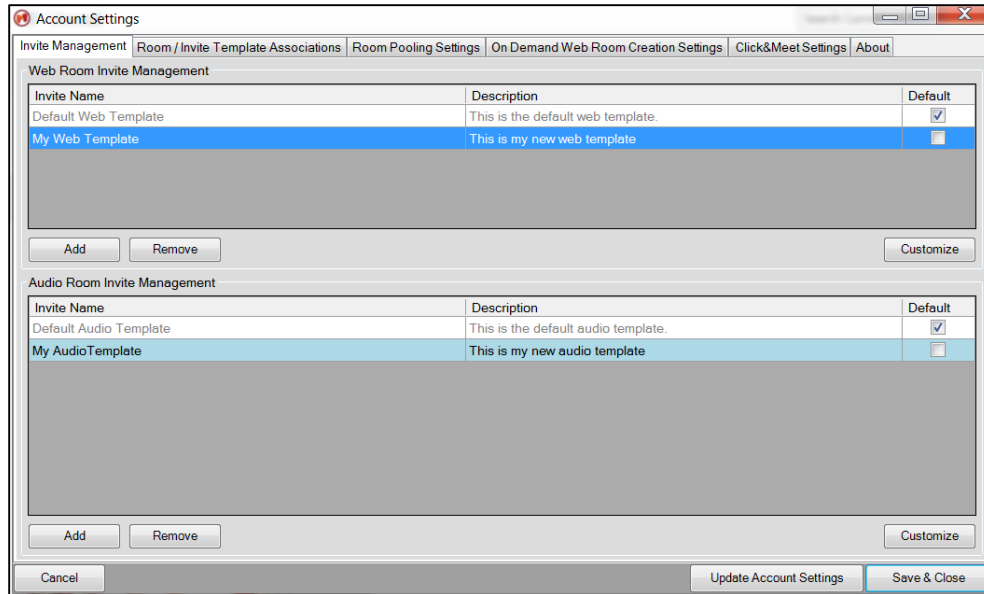 Account Settings
Invite Management Room / Invite Template Associations Room Pooling Settings On Demand Web Room Creation Settings Click&Meet Settings About
Web Room Invite Management
Invite Name Description Default
Default Web Template This is the default web template.
My Web Template This is my new web template
Add Remove Customize
Audio Room Invite Management
Invite Name Description Default
Default Audio Template This is the default audio template.
My AudioTemplate This is my new audio template
Add Remove Customize
Cancel Update Account Settings Save & Close